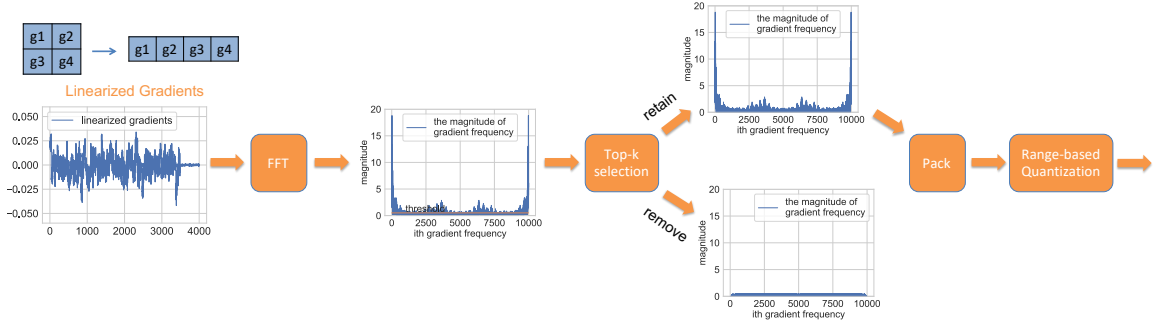 g1 g2
g3 g4
g1 g2 g3 g4
Linearized Gradients
linearized gradients
0.050
0.025
0.000
−0.025
−0.050
0 1000 2000 3000 4000
FFT
the magnitude of
gradient frequency
magnitude
20
15
10
5
0
threshold
0 2500 5000 7500 10000
ith gradient frequency
Top-k
selection
retain
remove
the magnitude of
gradient frequency
magnitude
20
15
10
5
0
0 2500 5000 7500 10000
ith gradient frequency
the magnitude of
gradient frequency
magnitude
20
15
10
5
0
0 2500 5000 7500 10000
ith gradient frequency
Pack
Range-based
Quantization